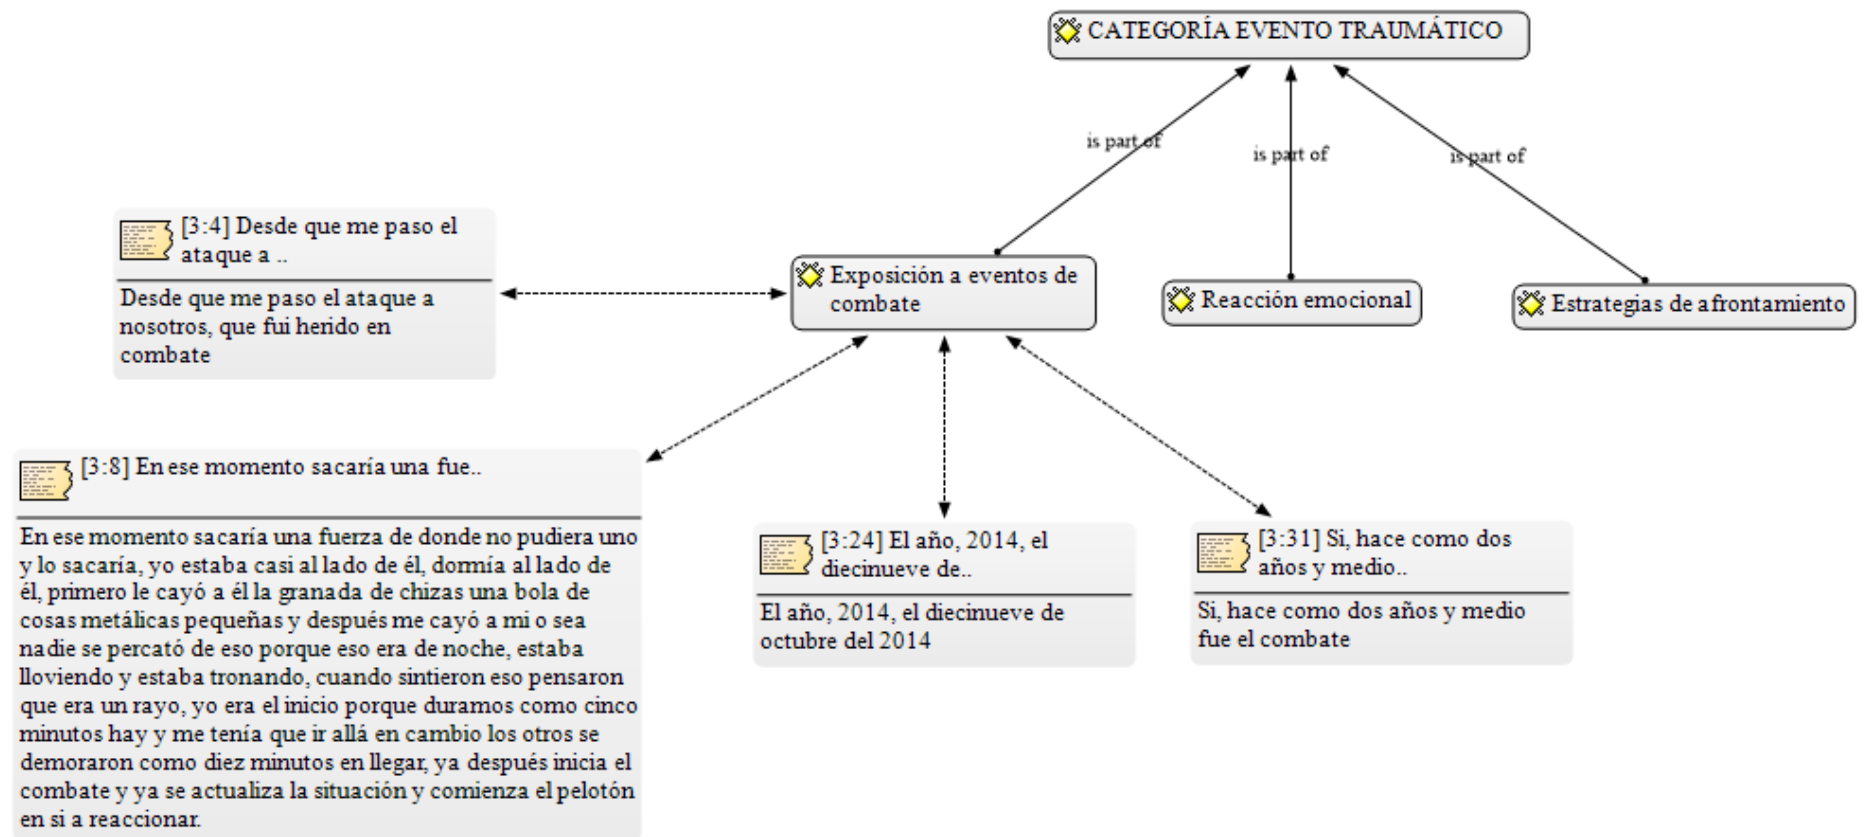 CATEGORÍA EVENTO TRAUMÁTICO
is part of
is part of
is part of
[3:4] Desde que me paso el
ataque a ..
Desde que me paso el ataque a
nosotros, que fui herido en
combate
Exposición a eventos de
combate
Reacción emocional
Estrategias de afrontamiento
[3:8] En ese momento sacaría una fue..
En ese momento sacaría una fuerza de donde no pudiera uno
y lo sacaría, yo estaba casi al lado de él, dormía al lado de
él, primero le cayó a él la granada de chizas una bola de
cosas metálicas pequeñas y después me cayó a mi o sea
nadie se percató de eso porque eso era de noche, estaba
lloviendo y estaba tronando, cuando sintieron eso pensaron
que era un rayo, yo era el inicio porque duramos como cinco
minutos hay y me tenía que ir allá en cambio los otros se
demoraron como diez minutos en llegar, ya después inicia el
combate y ya se actualiza la situación y comienza el pelotón
en si a reaccionar.
[3:24] El año, 2014, el
diecinueve de..
El año, 2014, el diecinueve de
octubre del 2014
[3:31] Si, hace como dos
años y medio..
Si, hace como dos años y medio
fue el combate